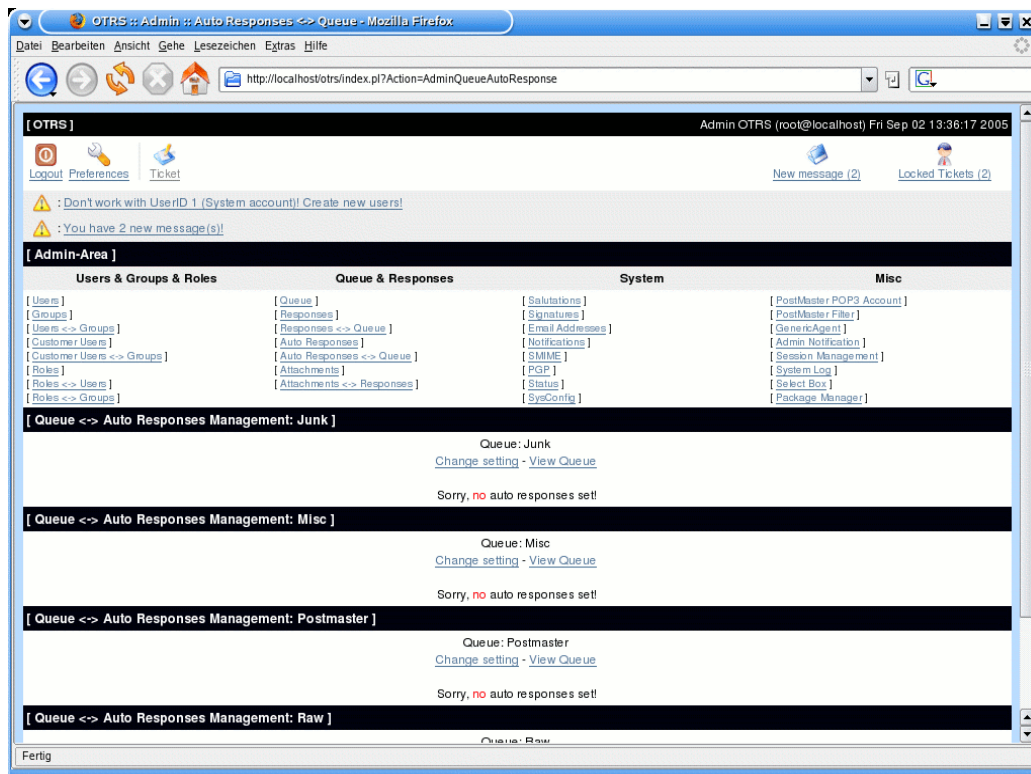 OTRS :: Admin :: Auto Responses <-> Queue - Mozilla Firefox
Datei Bearbeiten Ansicht Gehe Lesezeichen Extras Hilfe
http://localhost/otrs/index.pl?Action=AdminQueueAutoResponse
[ OTRS ] Admin OTRS (root@localhost) Fri Sep 02 13:36:17 2005
Logout Preferences Ticket New message (2) Locked Tickets (2)
: Don't work with UserID 1 (System account)! Create new users!
: You have 2 new message(s)!
[ Admin-Area ]
Users & Groups & Roles Queue & Responses System Misc
[ Users ] [ Queue ] [ Salutations ] [ PostMaster POP3 Account ]
[ Groups ] [ Responses ] [ Signatures ] [ PostMaster Filter ]
[ Users <-> Groups ] [ Responses <-> Queue ] [ Email Addresses ] [ GenericAgent ]
[ Customer Users ] [ Auto Responses ] [ Notifications ] [ Admin Notification ]
[ Customer Users <-> Groups ] [ Auto Responses <-> Queue ] [ SMIME ] [ Session Management ]
[ Roles ] [ Attachments ] [ PGP ] [ System Log ]
[ Roles <-> Users ] [ Attachments <-> Responses ] [ Status ] [ Select Box ]
[ Roles <-> Groups ] [ SysConfig ] [ Package Manager ]
[ Queue <-> Auto Responses Management: Junk ]
Queue: Junk
Change setting - View Queue
Sorry, no auto responses set!
[ Queue <-> Auto Responses Management: Misc ]
Queue: Misc
Change setting - View Queue
Sorry, no auto responses set!
[ Queue <-> Auto Responses Management: Postmaster ]
Queue: Postmaster
Change setting - View Queue
Sorry, no auto responses set!
[ Queue <-> Auto Responses Management: Raw ]
Queue: Raw
Fertig